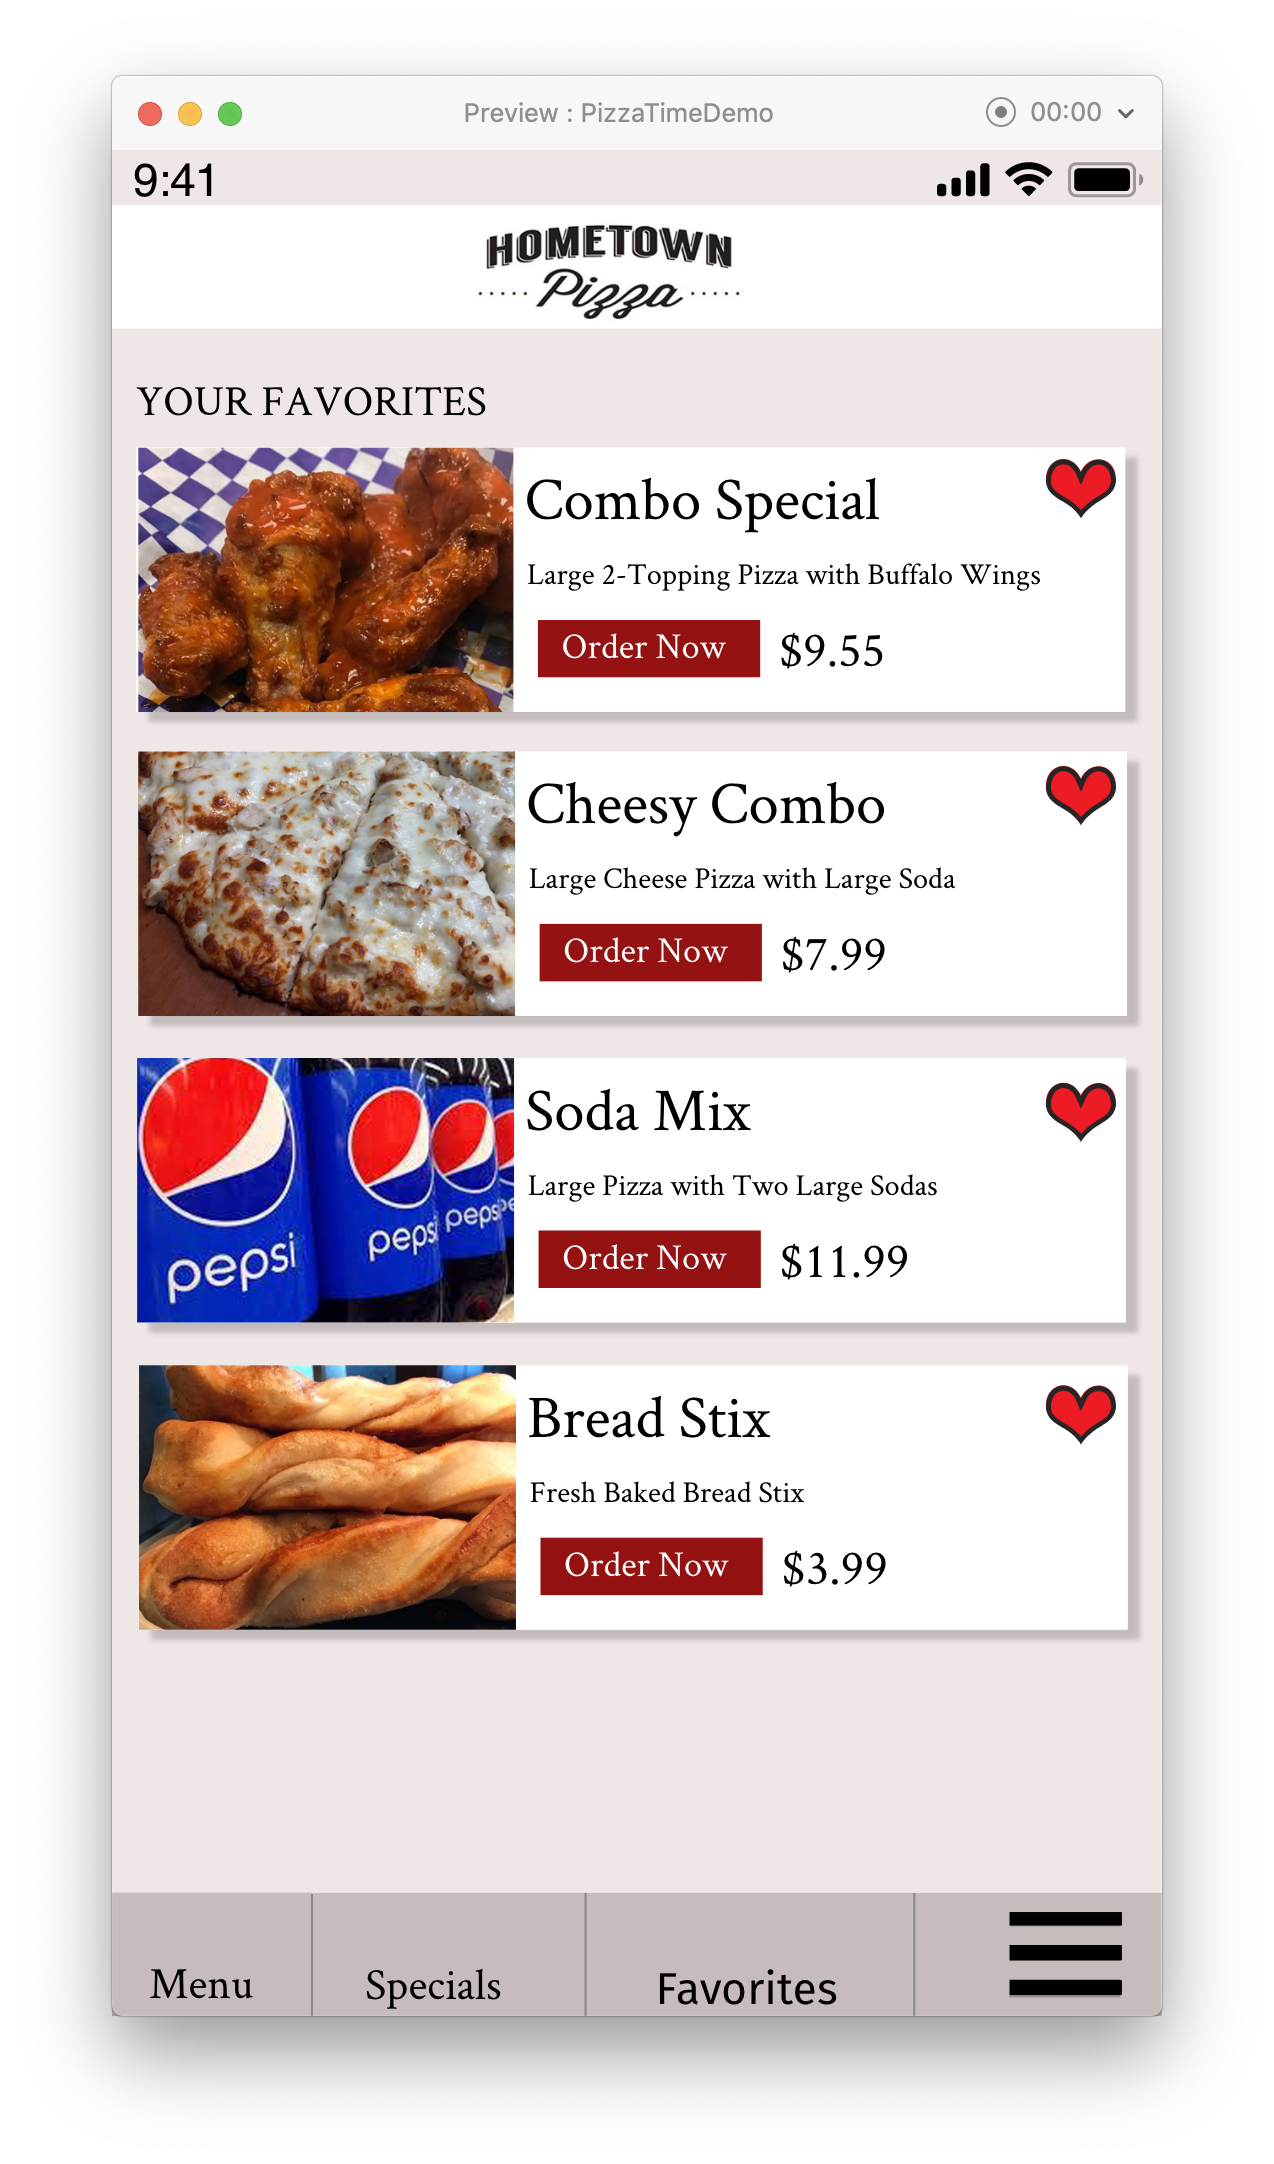 Preview : PizzaTimeDemo
00:00
9:41
HOMETOWN
Pizza
YOUR FAVORITES
Combo Special
Large 2-Topping Pizza with Buffalo Wings
Order Now $9.55
Cheesy Combo
Large Cheese Pizza with Large Soda
Order Now $7.99
pepsi pepsi pepsi pe
Soda Mix
Large Pizza with Two Large Sodas
Order Now $11.99
Bread Stix
Fresh Baked Bread Stix
Order Now $3.99
Menu Specials Favorites